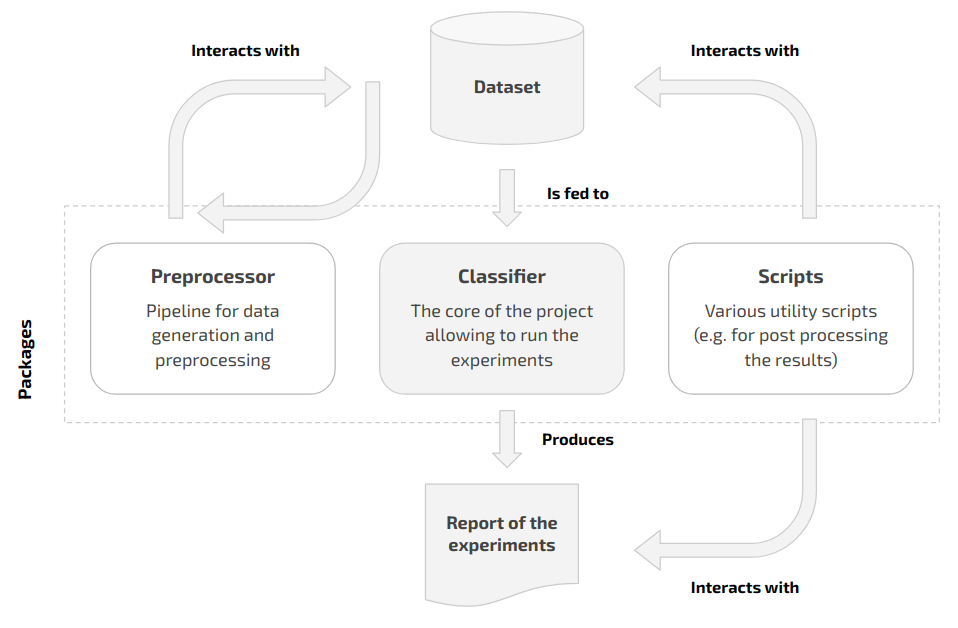 Interacts with
Dataset
Interacts with
Is fed to
Packages
Preprocessor
Pipeline for data
generation and
preprocessing
Classifier
The core of the project
allowing to run the
experiments
Scripts
Various utility scripts
(e.g. for post processing
the results)
Produces
Report of the
experiments
Interacts with